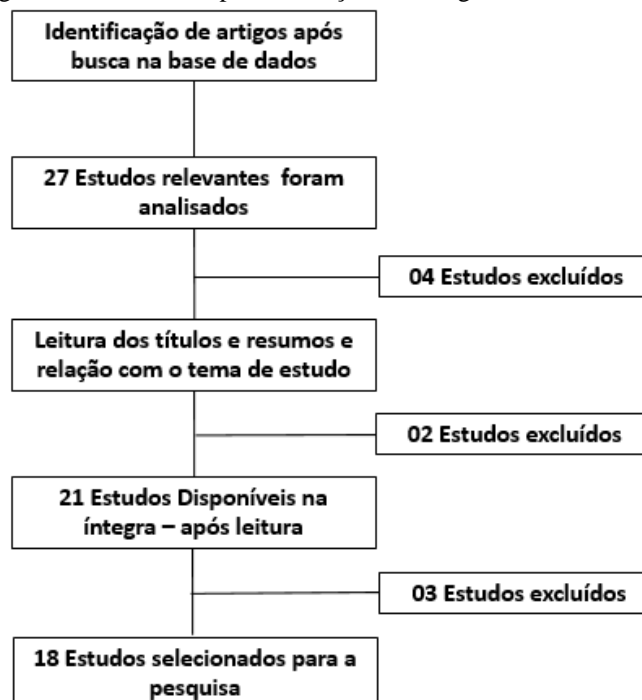 Identificação de artigos após
busca na base de dados
27 Estudos relevantes foram
analisados
04 Estudos excluídos
Leitura dos títulos e resumos e
relação com o tema de estudo
02 Estudos excluídos
21 Estudos Disponíveis na
íntegra – após leitura
03 Estudos excluídos
18 Estudos selecionados para a
pesquisa